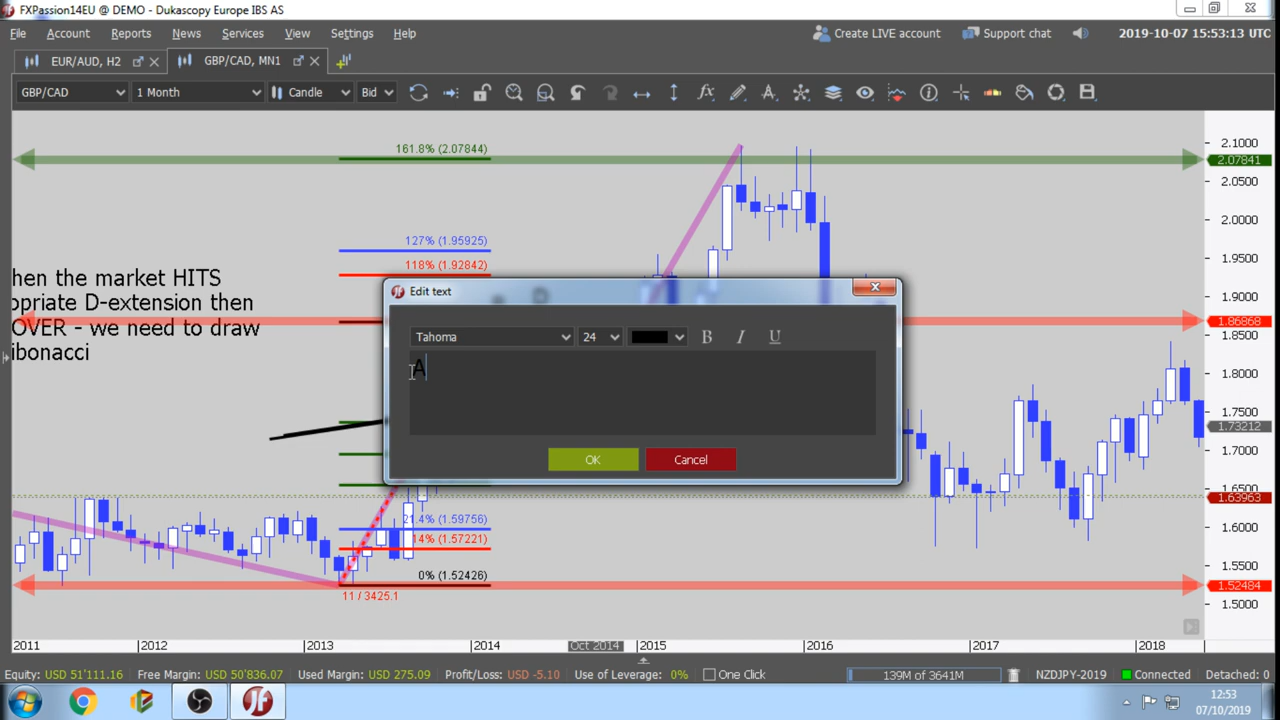 FXPassion14EU @ DEMO - Dukascopy Europe IBS AS
File Account Reports News Services View Settings Help
Create LIVE account Support chat 2019-10-07 15:53:13 UTC
EUR/AUD, H2 GBP/CAD, MN1
GBP/CAD 1 Month Candle Bid
161.8% (2.07844)
127% (1.95925)
118% (1.92842)
hen the market HITS
opriate D-extension then
OVER - we need to draw
ibonacci
Edit text
Tahoma 24 B I U
A
OK Cancel
21.4% (1.59756)
14% (1.57221)
0% (1.52426)
11 / 3425.1
2.1000
2.07841
2.0500
2.0000
1.9500
1.9000
1.86868
1.8500
1.8000
1.7500
1.73212
1.7000
1.6500
1.63963
1.6000
1.5500
1.52484
1.5000
2011 2012 2013 2014 Oct 2014 2015 2016 2017 2018
Equity: USD 51'111.16 Free Margin: USD 50'836.07 Used Margin: USD 275.09 Profit/Loss: USD -5.10 Use of Leverage: 0% One Click 139M of 3641M NZDJPY-2019 Connected Detached: 0
12:53
07/10/2019